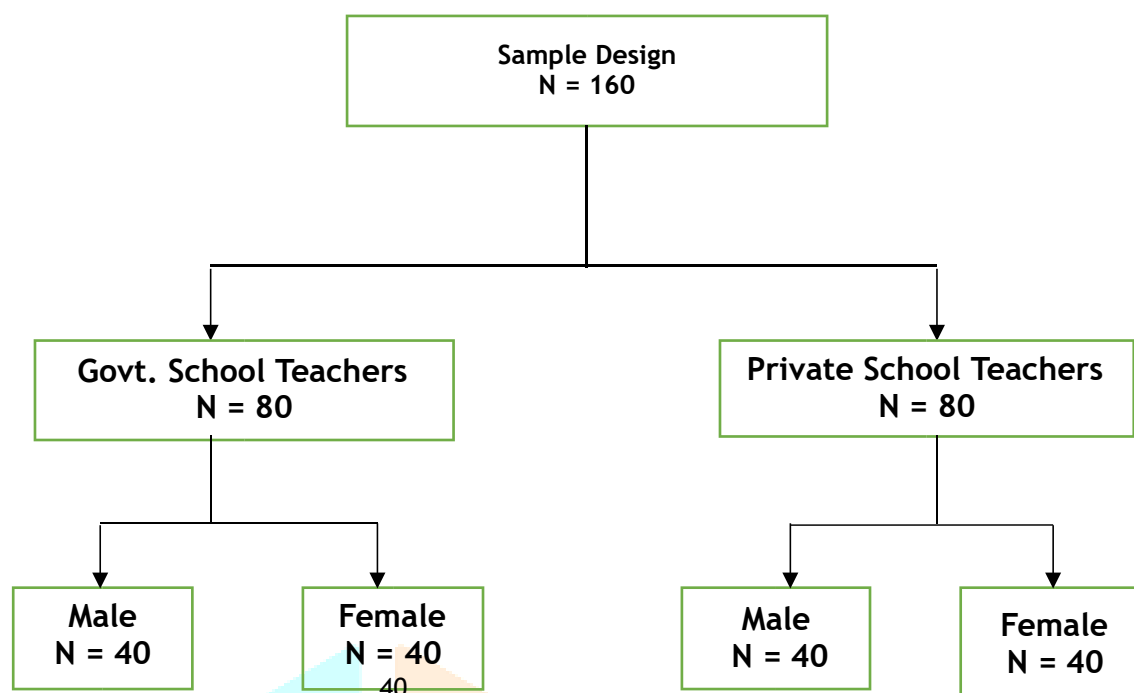 Sample Design
N = 160
Govt. School Teachers
N = 80
Private School Teachers
N = 80
Male
N = 40
Female
N = 40
40
Male
N = 40
Female
N = 40